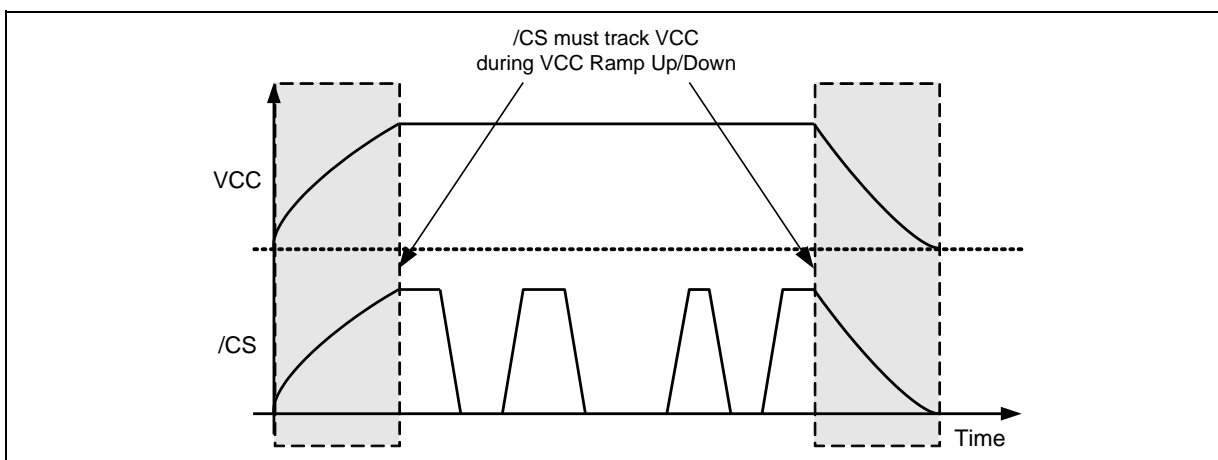 /CS must track VCC
during VCC Ramp Up/Down
VCC
/CS
Time